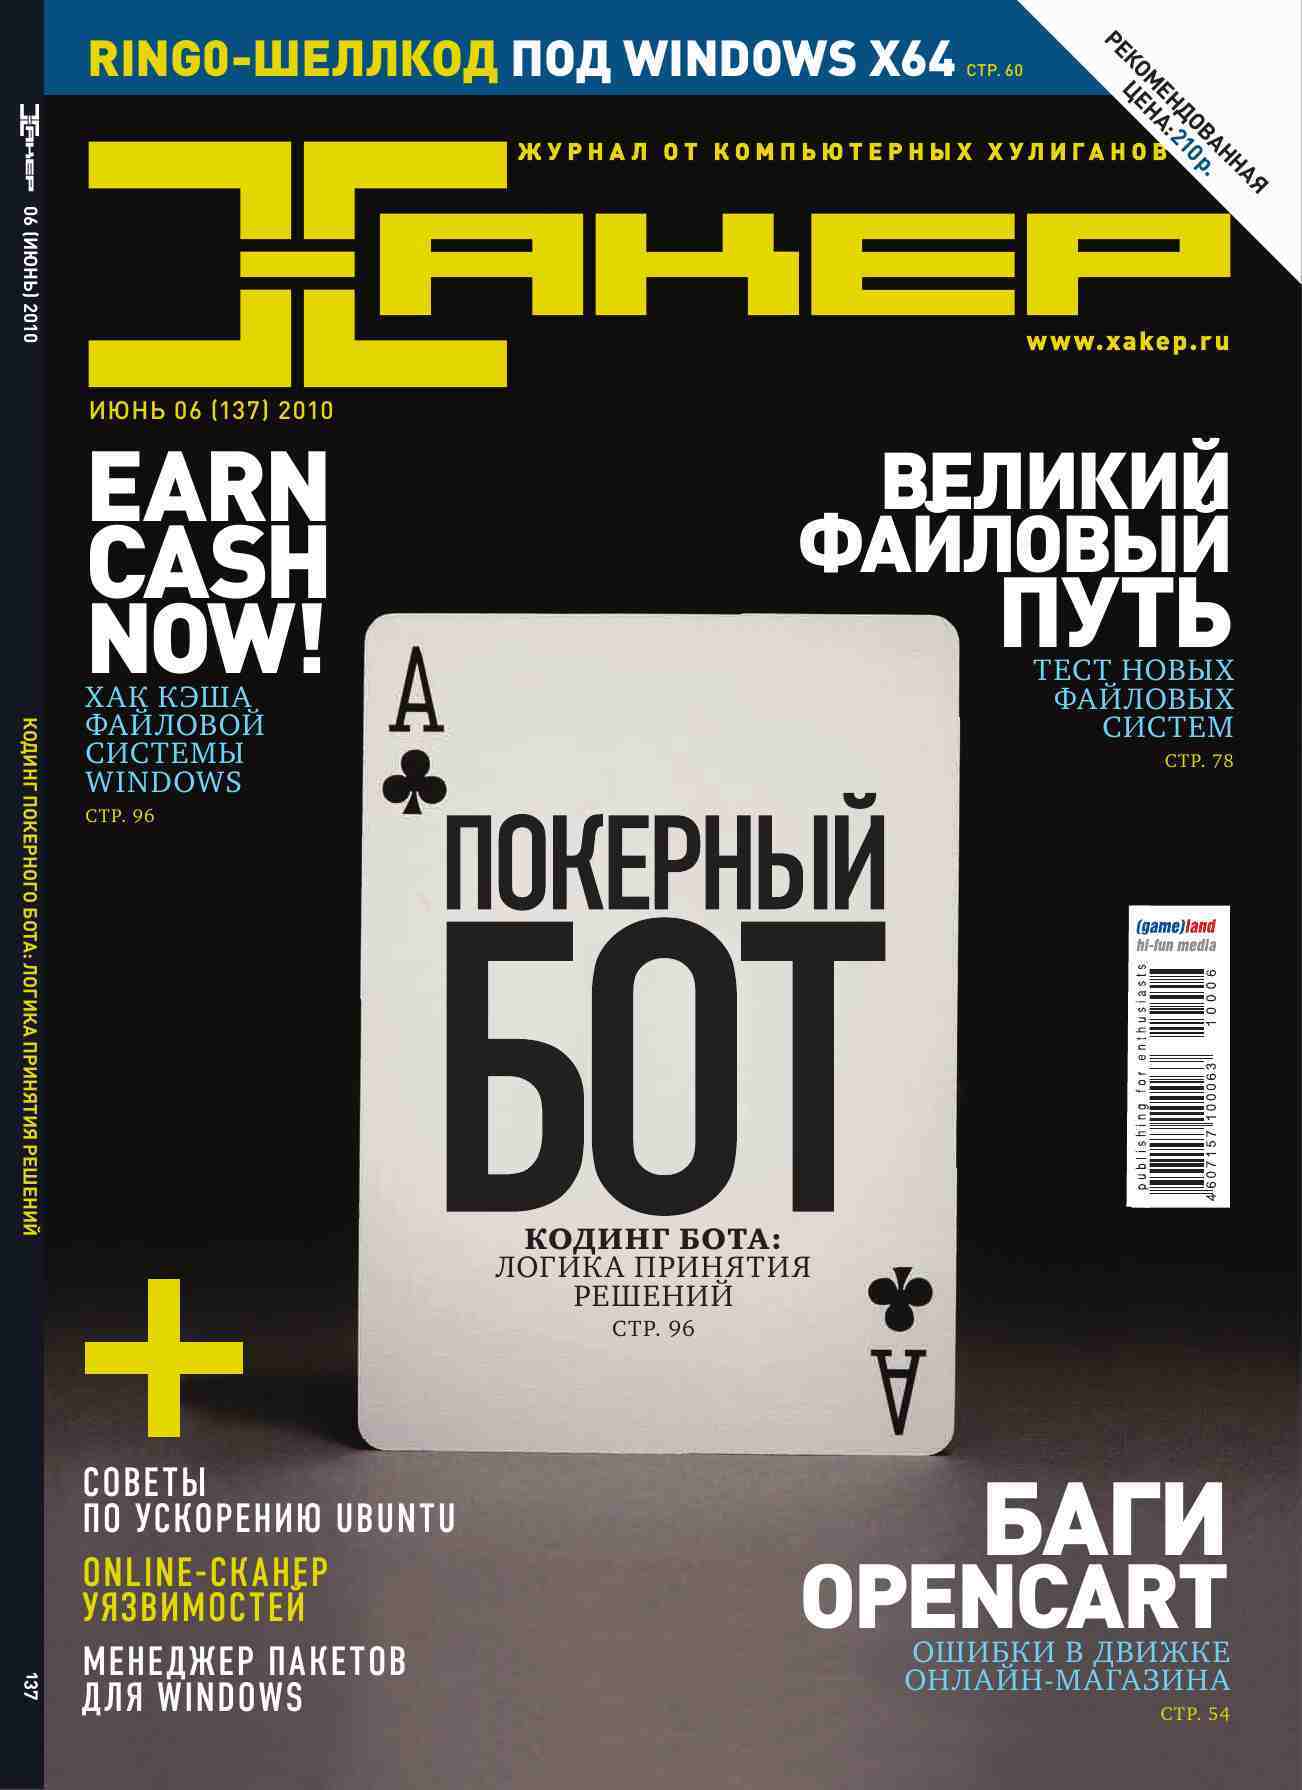 RING0-ШЕЛЛКОД ПОД WINDOWS X64 СТР. 60
РЕКОМЕНДОВАННАЯ
ЦЕНА: 210р.
ЖУРНАЛ ОТ КОМПЬЮТЕРНЫХ ХУЛИГАНОВ
ХАКЕР
www.xakep.ru
ИЮНЬ 06 (137) 2010
EARN
CASH
NOW!
ХАК КЭША
ФАЙЛОВОЙ
СИСТЕМЫ
WINDOWS
СТР. 96
ВЕЛИКИЙ
ФАЙЛОВЫЙ
ПУТЬ
ТЕСТ НОВЫХ
ФАЙЛОВЫХ
СИСТЕМ
СТР. 78
A
ПОКЕРНЫЙ
БОТ
КОДИНГ БОТА:
ЛОГИКА ПРИНЯТИЯ
РЕШЕНИЙ
СТР. 96
A
(game)land
hi-fun media
publishing for enthusiasts
4 607157 100063
10006
+
СОВЕТЫ
ПО УСКОРЕНИЮ UBUNTU
ONLINE-СКАНЕР
УЯЗВИМОСТЕЙ
МЕНЕДЖЕР ПАКЕТОВ
ДЛЯ WINDOWS
БАГИ
OPENCART
ОШИБКИ В ДВИЖКЕ
ОНЛАЙН-МАГАЗИНА
СТР. 54
ХАКЕР 06 (ИЮНЬ) 2010
КОДИНГ ПОКЕРНОГО БОТА: ЛОГИКА ПРИНЯТИЯ РЕШЕНИЙ
137